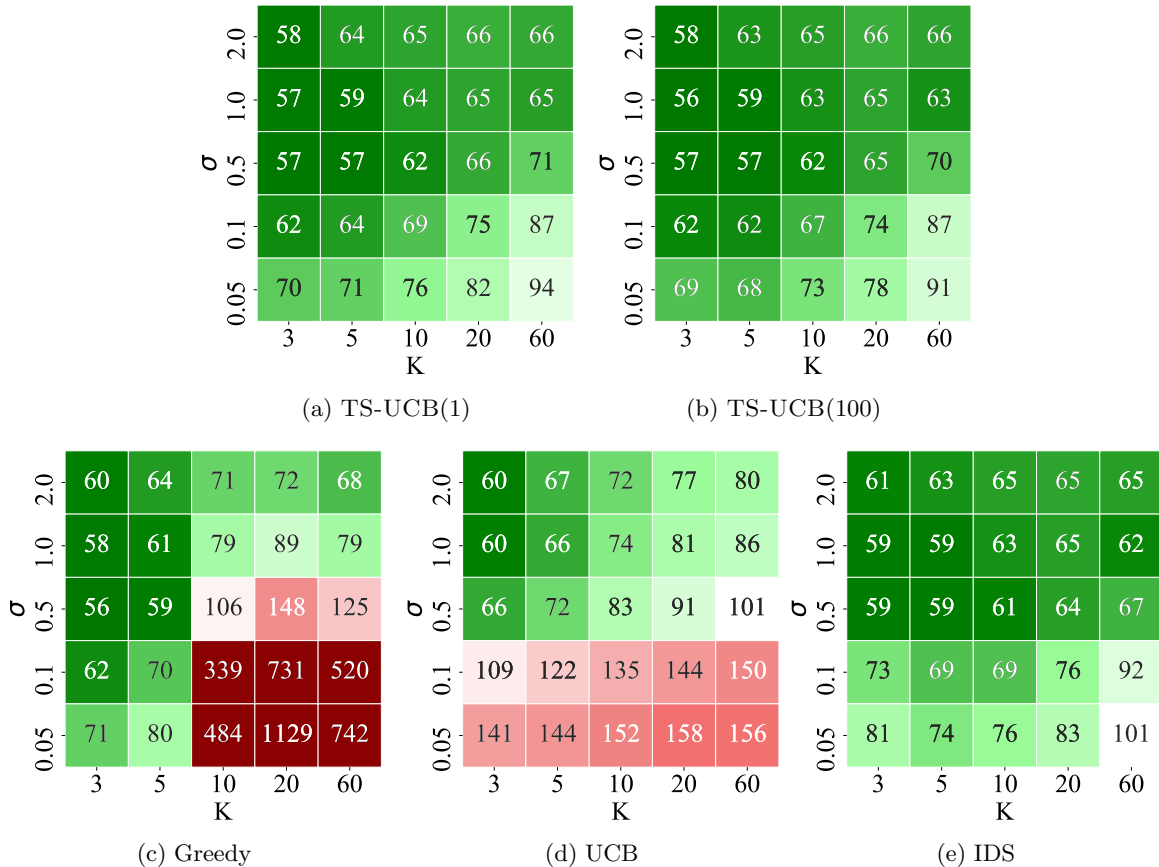 2.0 58 64 65 66 66
1.0 57 59 64 65 65
σ
0.5 57 57 62 66 71
0.1 62 64 69 75 87
0.05 70 71 76 82 94
3 5 10 20 60
K
(a) TS-UCB(1)
2.0 58 63 65 66 66
1.0 56 59 63 65 63
σ
0.5 57 57 62 65 70
0.1 62 62 67 74 87
0.05 69 68 73 78 91
3 5 10 20 60
K
(b) TS-UCB(100)
2.0 60 64 71 72 68
1.0 58 61 79 89 79
σ
0.5 56 59 106 148 125
0.1 62 70 339 731 520
0.05 71 80 484 1129 742
3 5 10 20 60
K
(c) Greedy
2.0 60 67 72 77 80
1.0 60 66 74 81 86
σ
0.5 66 72 83 91 101
0.1 109 122 135 144 150
0.05 141 144 152 158 156
3 5 10 20 60
K
(d) UCB
2.0 61 63 65 65 65
1.0 59 59 63 65 62
σ
0.5 59 59 61 64 67
0.1 73 69 69 76 92
0.05 81 74 76 83 101
3 5 10 20 60
K
(e) IDS